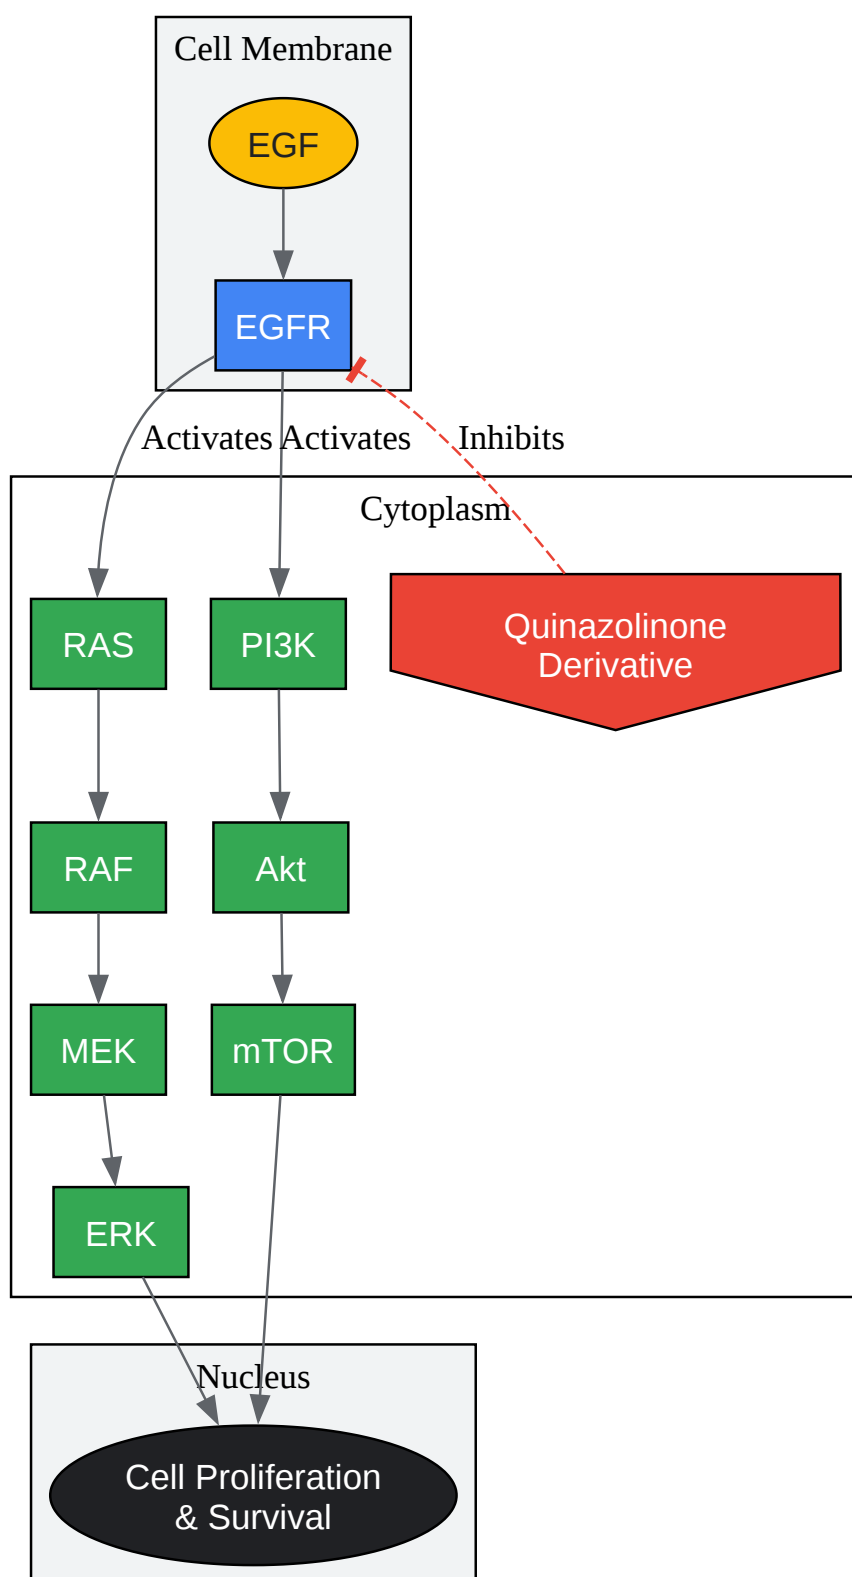 Cell Membrane
EGF
EGFR
Activates
Activates
Inhibits
Cytoplasm
RAS
PI3K
Quinazolinone
Derivative
RAF
Akt
MEK
mTOR
ERK
Nucleus
Cell Proliferation
& Survival